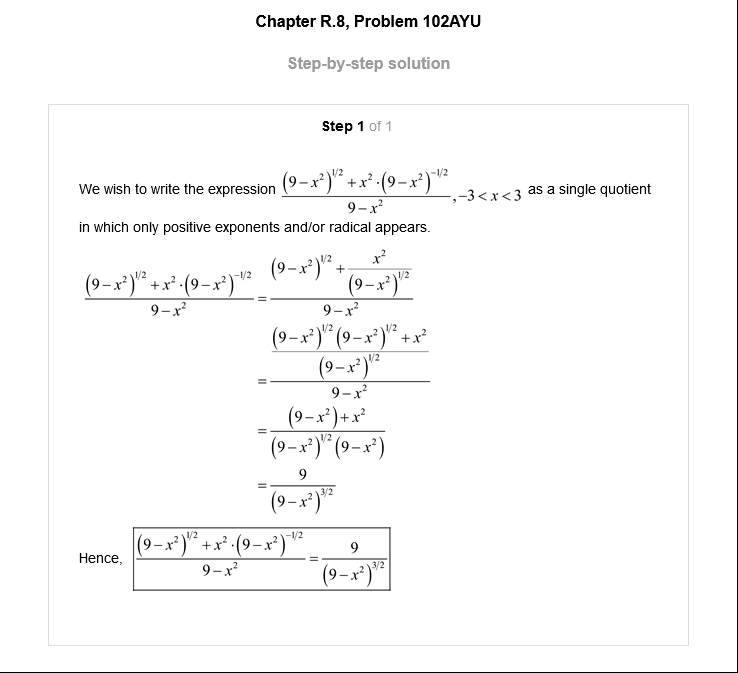 Chapter R.8, Problem 102AYU
Step-by-step solution
Step 1 of 1
We wish to write the expression \frac{(9-x^2)^{1/2}+x^2\cdot(9-x^2)^{-1/2}}{9-x^2}, -3<x<3 as a single quotient
in which only positive exponents and/or radical appears.
\frac{(9-x^2)^{1/2}+x^2\cdot(9-x^2)^{-1/2}}{9-x^2}=\frac{(9-x^2)^{1/2}+\frac{x^2}{(9-x^2)^{1/2}}}{9-x^2}
=\frac{\frac{(9-x^2)^{1/2}(9-x^2)^{1/2}+x^2}{(9-x^2)^{1/2}}}{9-x^2}
=\frac{(9-x^2)+x^2}{(9-x^2)^{1/2}(9-x^2)}
=\frac{9}{(9-x^2)^{3/2}}
Hence, \frac{(9-x^2)^{1/2}+x^2\cdot(9-x^2)^{-1/2}}{9-x^2}=\frac{9}{(9-x^2)^{3/2}}